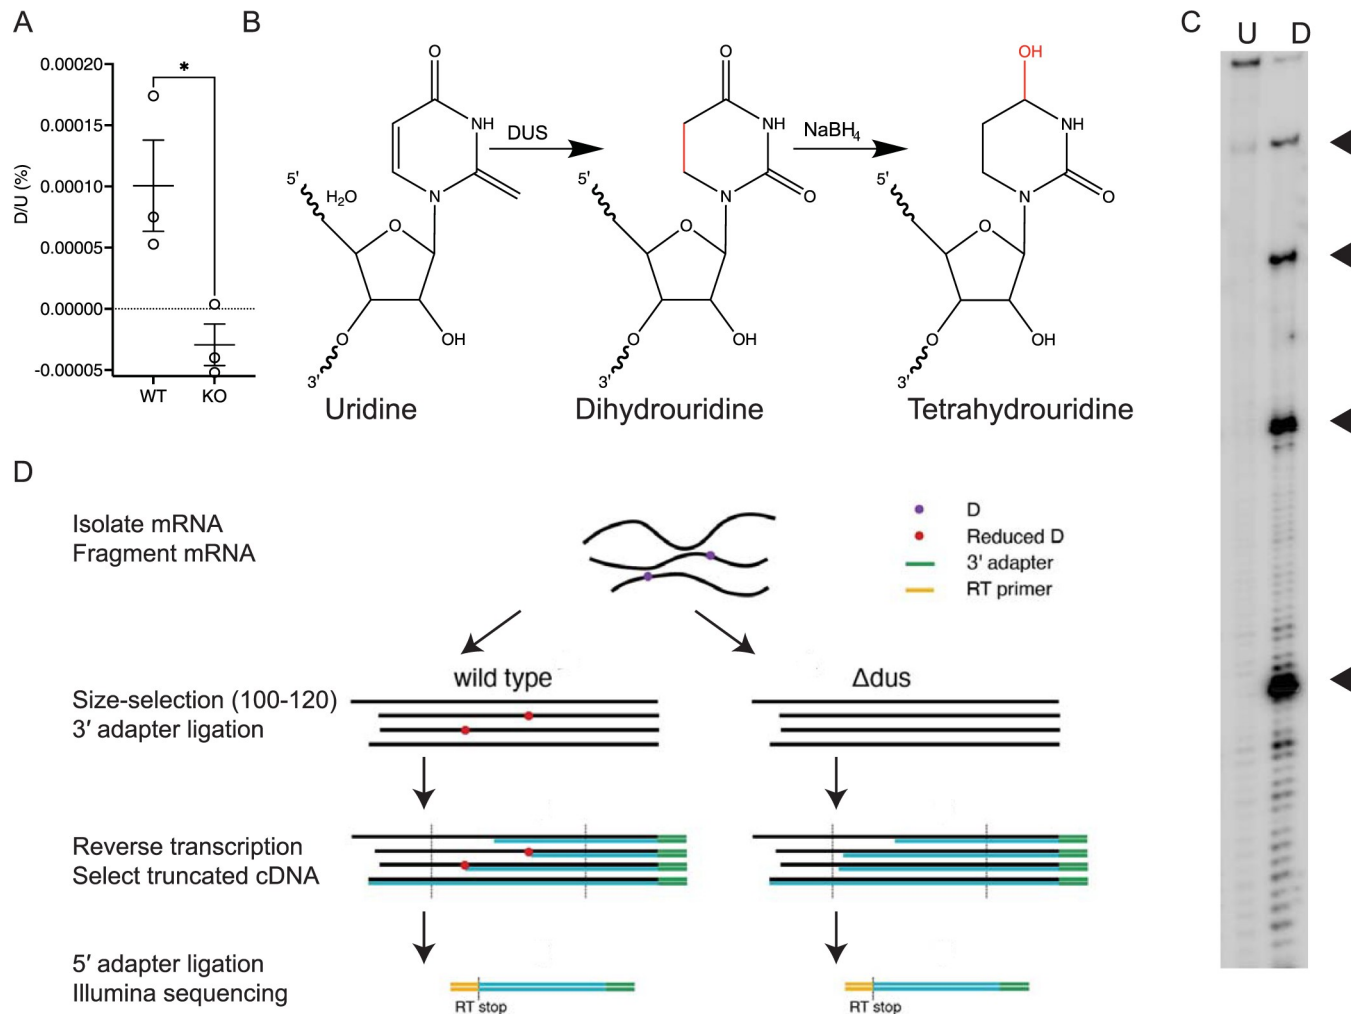 A
B
C
U D
0.00020
0.00015
0.00010
0.00005
0.00000
-0.00005
D/U (%)
*
WT KO
O
NH
N
5′
H₂O
O
O
OH
3′
Uridine
DUS
O
NH
N
O
5′
O
O
OH
3′
Dihydrouridine
NaBH₄
OH
NH
N
O
5′
O
O
OH
3′
Tetrahydrouridine
D
Isolate mRNA
Fragment mRNA
D
Reduced D
3' adapter
RT primer
wild type
Δdus
Size-selection (100-120)
3′ adapter ligation
Reverse transcription
Select truncated cDNA
5′ adapter ligation
Illumina sequencing
RT stop
RT stop